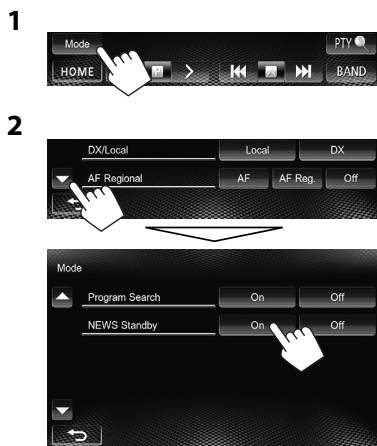 1
Mode
PTY
HOME
P
BAND
2
DX/Local Local DX
AF Regional AF AF Reg. Off
Mode
Program Search On Off
NEWS Standby On Off